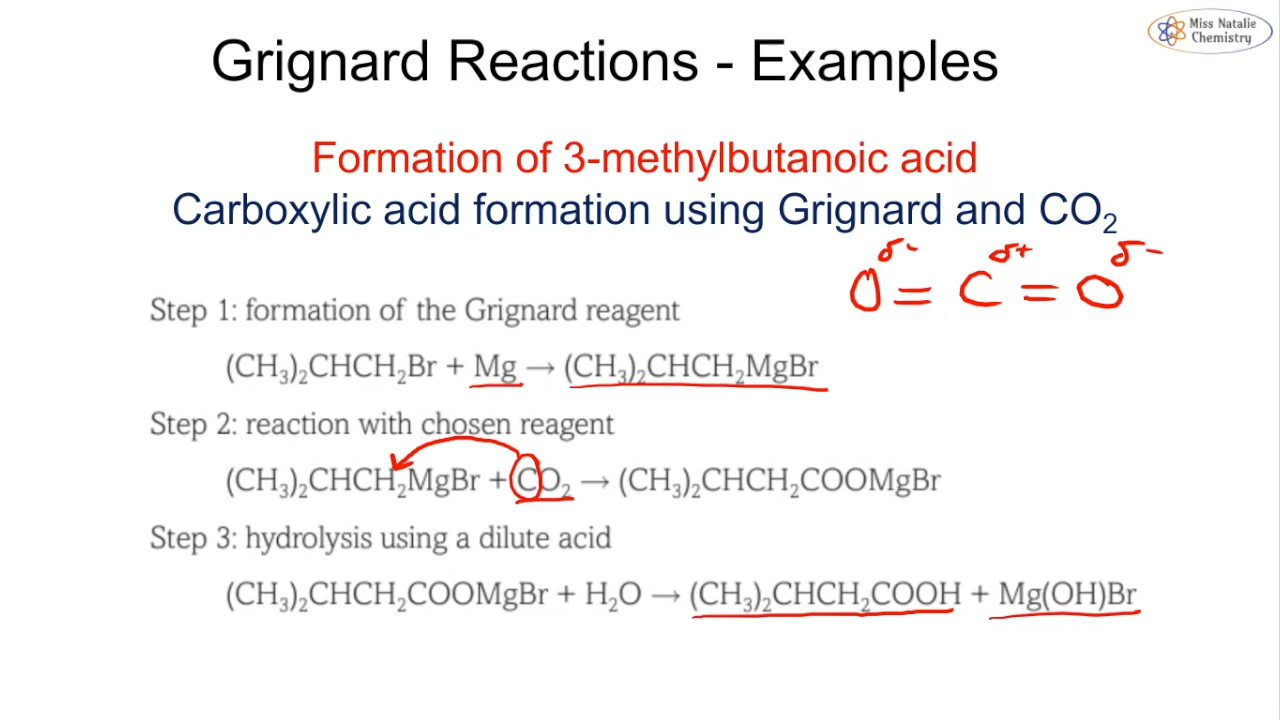 Miss Natalie
Chemistry
Grignard Reactions - Examples
Formation of 3-methylbutanoic acid
Carboxylic acid formation using Grignard and CO₂
δ- δ+ δ-
O = C = O
Step 1: formation of the Grignard reagent
(CH₃)₂CHCH₂Br + Mg → (CH₃)₂CHCH₂MgBr
Step 2: reaction with chosen reagent
(CH₃)₂CHCH₂MgBr + CO₂ → (CH₃)₂CHCH₂COOMgBr
Step 3: hydrolysis using a dilute acid
(CH₃)₂CHCH₂COOMgBr + H₂O → (CH₃)₂CHCH₂COOH + Mg(OH)Br